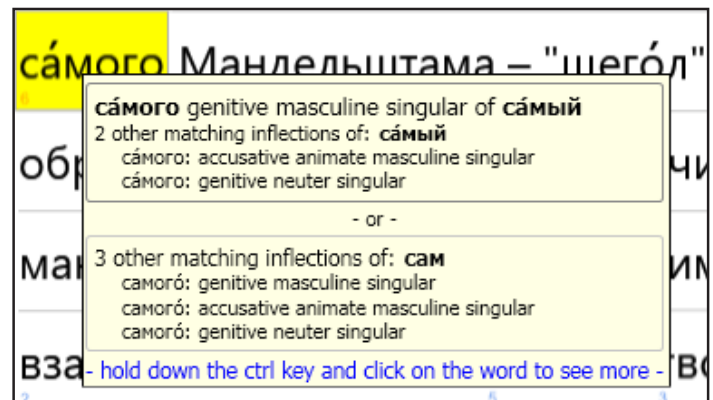 са́мого Мандельштама – "щего́л"
6
са́мого genitive masculine singular of са́мый
2 other matching inflections of: са́мый
са́мого: accusative animate masculine singular
са́мого: genitive neuter singular
- or -
3 other matching inflections of: сам
самого́: genitive masculine singular
самого́: accusative animate masculine singular
самого́: genitive neuter singular
- hold down the ctrl key and click on the word to see more -